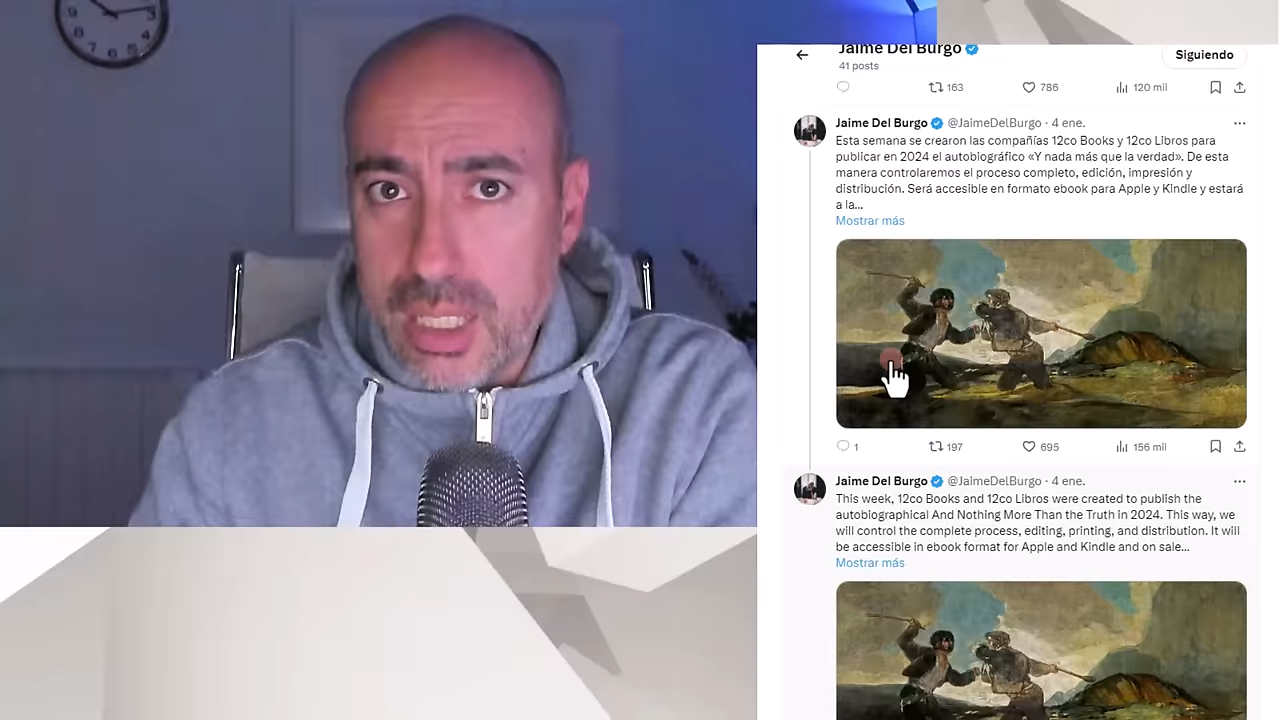 Jaime Del Burgo
41 posts
Siguiendo
163 786 120 mil
Jaime Del Burgo @JaimeDelBurgo · 4 ene.
Esta semana se crearon las compañías 12co Books y 12co Libros para
publicar en 2024 el autobiográfico «Y nada más que la verdad». De esta
manera controlaremos el proceso completo, edición, impresión y
distribución. Será accesible en formato ebook para Apple y Kindle y estará
a la...
Mostrar más
1 197 695 156 mil
Jaime Del Burgo @JaimeDelBurgo · 4 ene.
This week, 12co Books and 12co Libros were created to publish the
autobiographical And Nothing More Than the Truth in 2024. This way, we
will control the complete process, editing, printing, and distribution. It will
be accessible in ebook format for Apple and Kindle and on sale...
Mostrar más